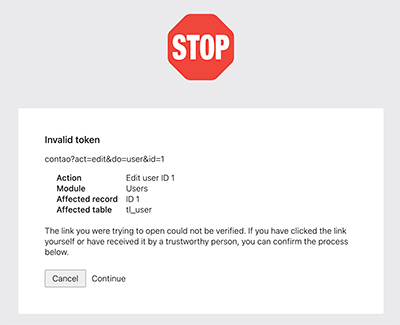 STOP
Invalid token
contao?act=edit&do=user&id=1
Action Edit user ID 1
Module Users
Affected record ID 1
Affected table tl_user
The link you were trying to open could not be verified. If you have clicked the link
yourself or have received it by a trustworthy person, you can confirm the process
below.
Cancel Continue